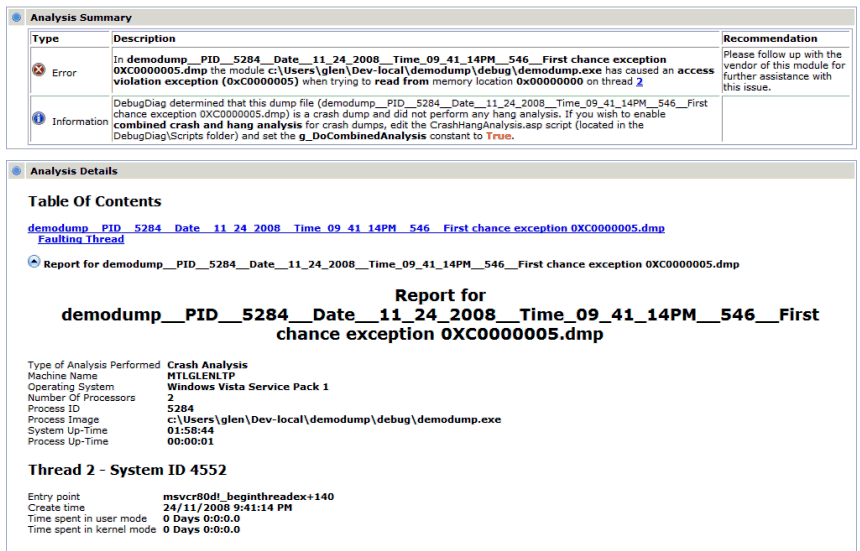 Analysis Summary
Type Description Recommendation
Error
In demodump__PID__5284__Date__11_24_2008__Time_09_41_14PM__546__First chance exception
0XC0000005.dmp the module c:\Users\glen\Dev-local\demodump\debug\demodump.exe has caused an access
violation exception (0xC0000005) when trying to read from memory location 0x00000000 on thread 2
Please follow up with the
vendor of this module for
further assistance with
this issue.
Information
DebugDiag determined that this dump file (demodump__PID__5284__Date__11_24_2008__Time_09_41_14PM__546__First
chance exception 0XC0000005.dmp) is a crash dump and did not perform any hang analysis. If you wish to enable
combined crash and hang analysis for crash dumps, edit the CrashHangAnalysis.asp script (located in the
DebugDiag\Scripts folder) and set the g_DoCombinedAnalysis constant to True.
Analysis Details
Table Of Contents
demodump__PID__5284__Date__11_24_2008__Time_09_41_14PM__546__First chance exception 0XC0000005.dmp
Faulting Thread
Report for demodump__PID__5284__Date__11_24_2008__Time_09_41_14PM__546__First chance exception 0XC0000005.dmp
Report for
demodump__PID__5284__Date__11_24_2008__Time_09_41_14PM__546__First
chance exception 0XC0000005.dmp
Type of Analysis Performed Crash Analysis
Machine Name MTLGLENLTP
Operating System Windows Vista Service Pack 1
Number Of Processors 2
Process ID 5284
Process Image c:\Users\glen\Dev-local\demodump\debug\demodump.exe
System Up-Time 01:58:44
Process Up-Time 00:00:01
Thread 2 - System ID 4552
Entry point msvcr80d!_beginthreadex+140
Create time 24/11/2008 9:41:14 PM
Time spent in user mode 0 Days 0:0:0.0
Time spent in kernel mode 0 Days 0:0:0.0